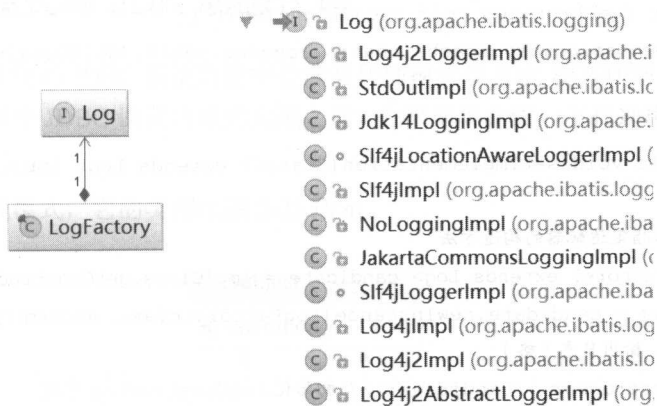 Log (org.apache.ibatis.logging)
Log4j2LoggerImpl (org.apache.i
StdOutImpl (org.apache.ibatis.lo
Jdk14LoggingImpl (org.apache.
Slf4jLocationAwareLoggerImpl (
Slf4jImpl (org.apache.ibatis.logg
NoLoggingImpl (org.apache.iba
JakartaCommonsLoggingImpl (o
Slf4jLoggerImpl (org.apache.iba
Log4jImpl (org.apache.ibatis.log
Log4j2Impl (org.apache.ibatis.lo
Log4j2AbstractLoggerImpl (org.
I Log
1
1
C LogFactory